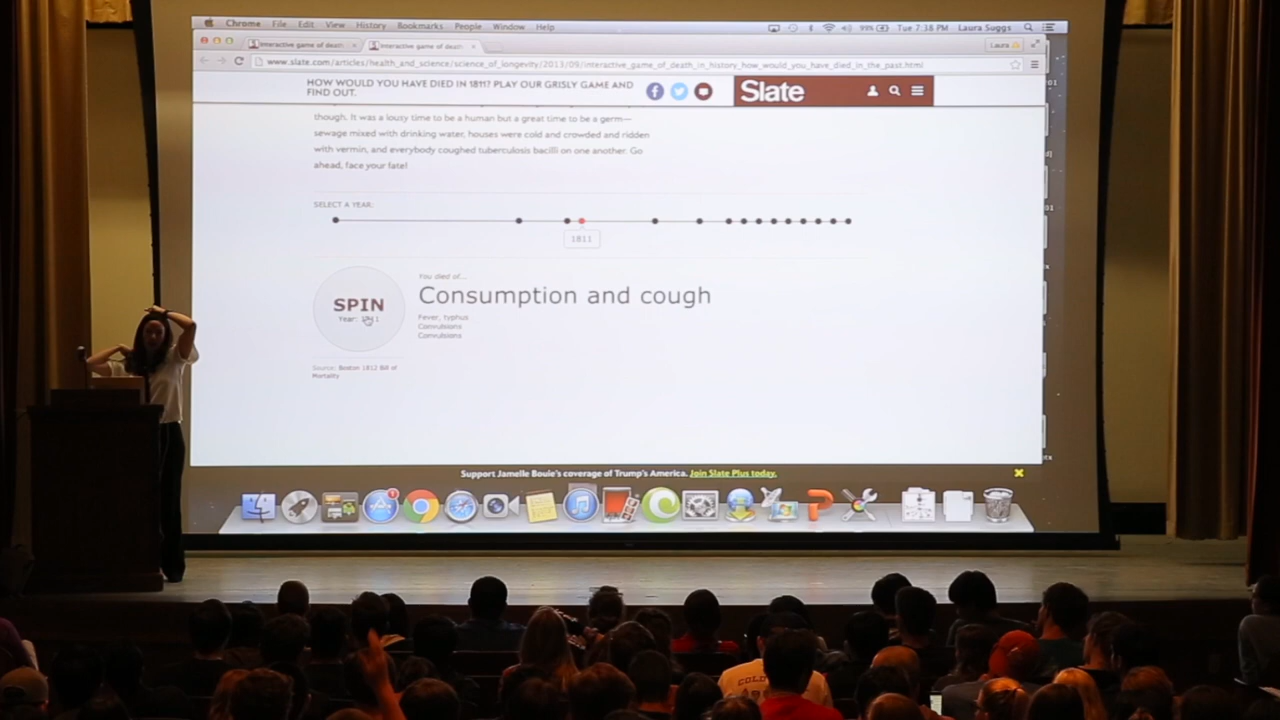 Chrome File Edit View History Bookmarks People Window Help
99% Tue 7:38 PM Laura Suggs
Interactive game of death
Interactive game of death
Laura
www.slate.com/articles/health_and_science/science_of_longevity/2013/09/interactive_game_of_death_in_history_how_would_you_have_died_in_the_past.html
HOW WOULD YOU HAVE DIED IN 1811? PLAY OUR GRISLY GAME AND
FIND OUT.
Slate
though. It was a lousy time to be a human but a great time to be a germ—
sewage mixed with drinking water, houses were cold and crowded and ridden
with vermin, and everybody coughed tuberculosis bacilli on one another. Go
ahead, face your fate!
SELECT A YEAR:
1811
You died of...
Consumption and cough
SPIN
Year: 1811
Fever, typhus
Convulsions
Convulsions
Source: Boston 1812 Bill of
Mortality
Support Jamelle Bouie's coverage of Trump's America. Join Slate Plus today.
COLD